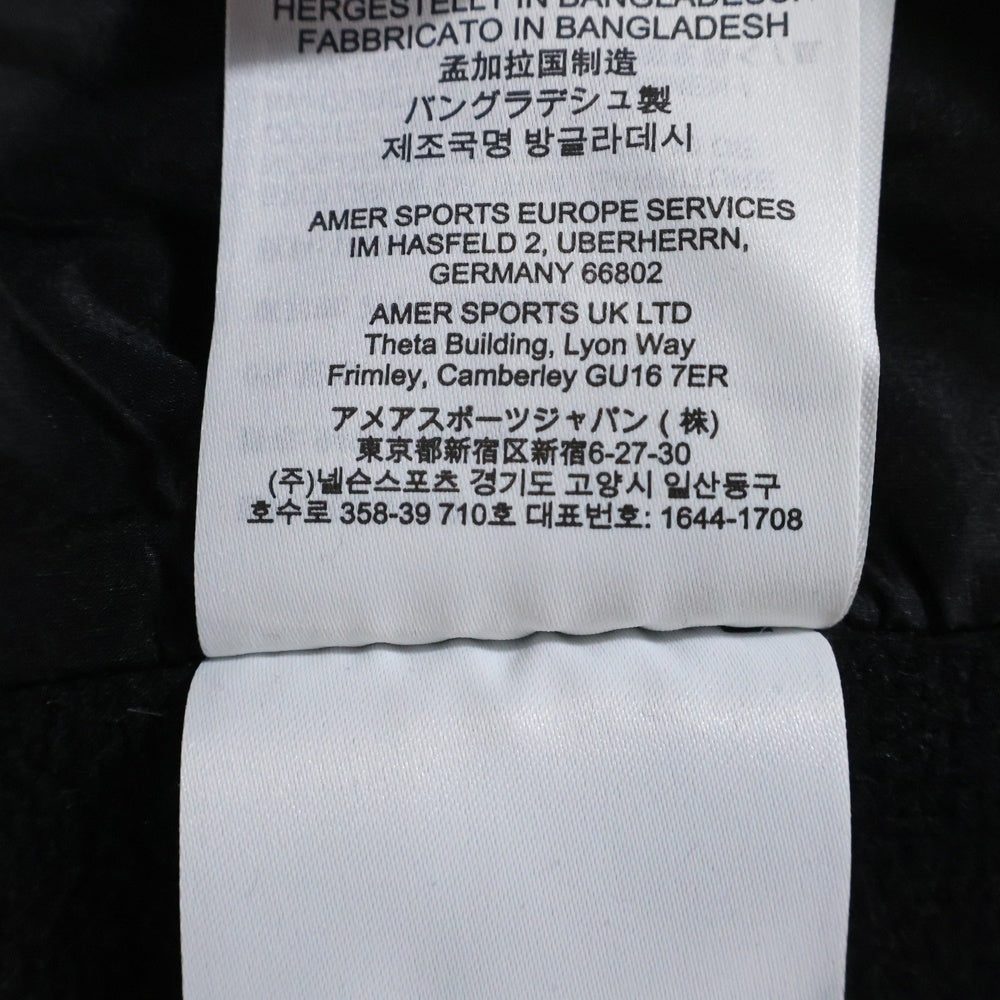 HERGESTELLT IN BANGLADESCH
FABBRICATO IN BANGLADESH
孟加拉国制造
バングラデシュ製
제조국명 방글라데시
AMER SPORTS EUROPE SERVICES
IM HASFELD 2, UBERHERRN,
GERMANY 66802
AMER SPORTS UK LTD
Theta Building, Lyon Way
Frimley, Camberley GU16 7ER
アメアスポーツジャパン (株)
東京都新宿区新宿6-27-30
(주)넬슨스포츠 경기도 고양시 일산동구
호수로 358-39 710호 대표번호: 1644-1708